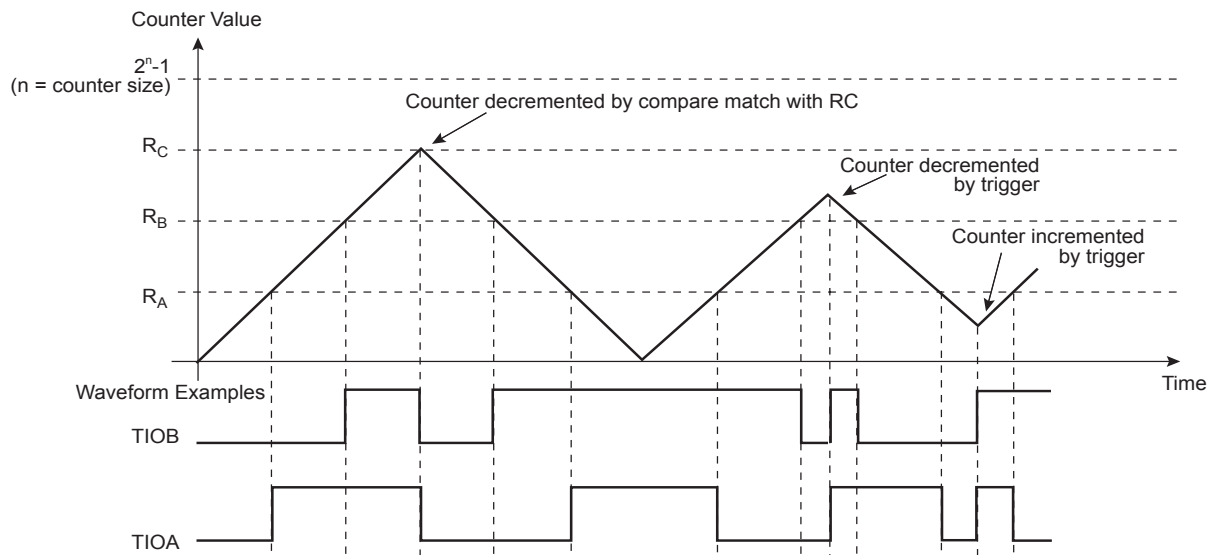 Counter Value
2ⁿ-1
(n = counter size)
Counter decremented by compare match with RC
R_C
Counter decremented
by trigger
R_B
Counter incremented
by trigger
R_A
Time
Waveform Examples
TIOB
TIOA